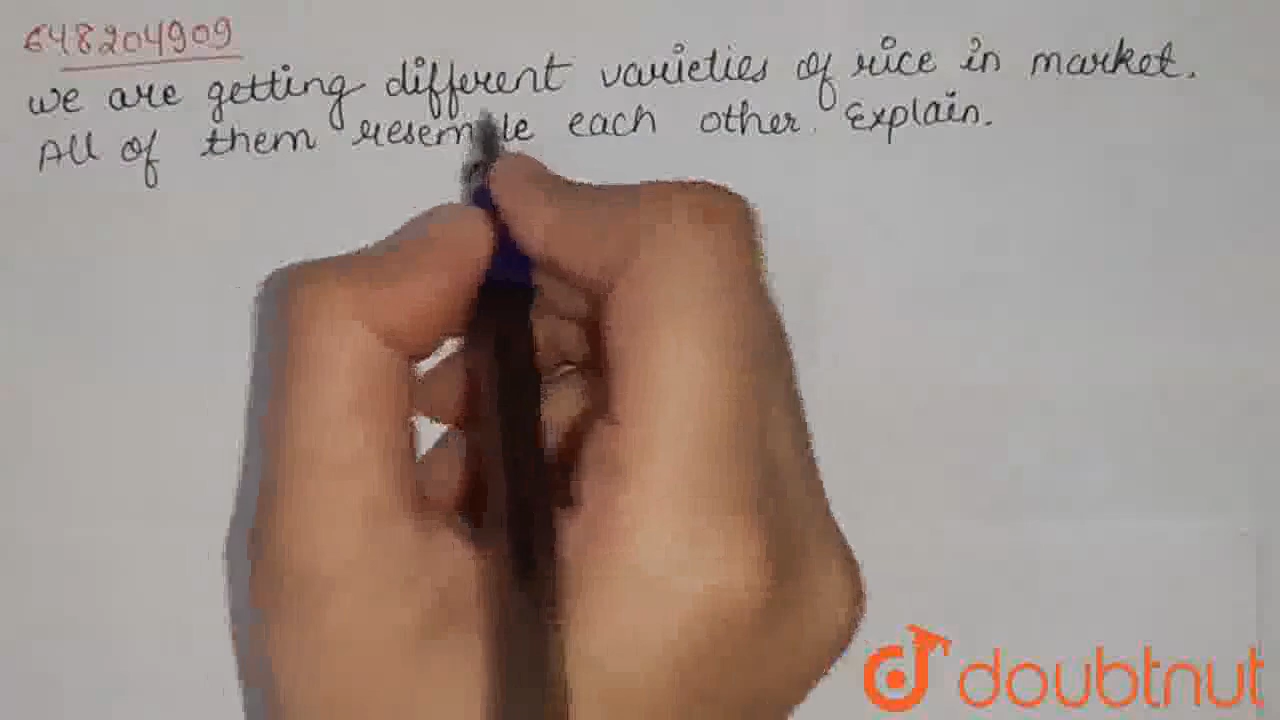 648204909
we are getting different varieties of rice in market.
All of them resemble each other. Explain.
doubtnut